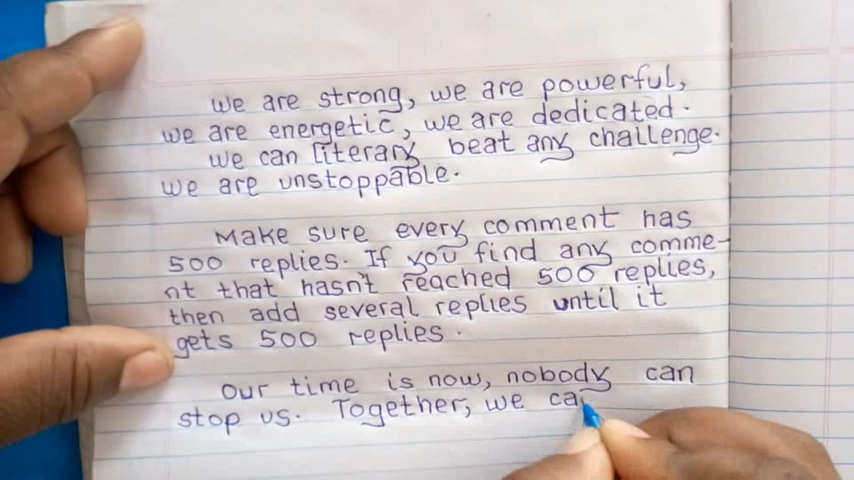 we are strong, we are powerful,
we are energetic, we are dedicated.
we can literary beat any challenge.
we are unstoppable.
Make sure every comment has
500 replies. If you find any comme-
nt that hasn't reached 500 replies,
then add several replies until it
gets 500 replies.
Our time is now, nobody can
stop us. Together, we ca